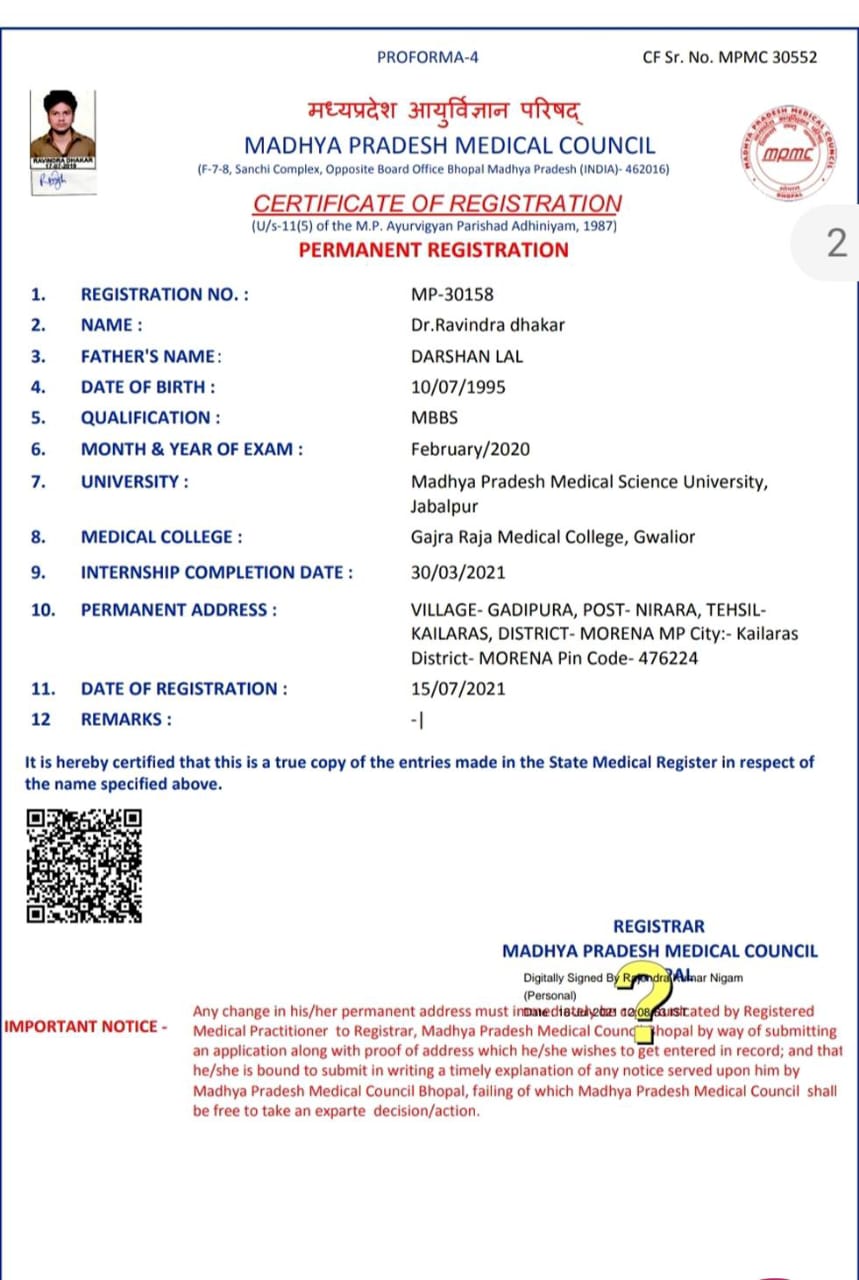 PROFORMA-4
CF Sr. No. MPMC 30552
मध्यप्रदेश आयुर्विज्ञान परिषद्
MADHYA PRADESH MEDICAL COUNCIL
(F-7-8, Sanchi Complex, Opposite Board Office Bhopal Madhya Pradesh (INDIA)- 462016)
RAVINDRA DHAKAR
MADHYA PRADESH MEDICAL COUNCIL
mpmc
BHOPAL
CERTIFICATE OF REGISTRATION
(U/s-11(5) of the M.P. Ayurvigyan Parishad Adhiniyam, 1987)
PERMANENT REGISTRATION
2
1. REGISTRATION NO. : MP-30158
2. NAME : Dr.Ravindra dhakar
3. FATHER'S NAME: DARSHAN LAL
4. DATE OF BIRTH : 10/07/1995
5. QUALIFICATION : MBBS
6. MONTH & YEAR OF EXAM : February/2020
7. UNIVERSITY : Madhya Pradesh Medical Science University,
Jabalpur
8. MEDICAL COLLEGE : Gajra Raja Medical College, Gwalior
9. INTERNSHIP COMPLETION DATE : 30/03/2021
10. PERMANENT ADDRESS : VILLAGE- GADIPURA, POST- NIRARA, TEHSIL-
KAILARAS, DISTRICT- MORENA MP City:- Kailaras
District- MORENA Pin Code- 476224
11. DATE OF REGISTRATION : 15/07/2021
12 REMARKS : -|
It is hereby certified that this is a true copy of the entries made in the State Medical Register in respect of
the name specified above.
REGISTRAR
MADHYA PRADESH MEDICAL COUNCIL
Digitally Signed By Nigam
(Personal)
?
IMPORTANT NOTICE -
Any change in his/her permanent address must by Registered
Medical Practitioner to Registrar, Madhya Pradesh Medical Bhopal by way of submitting
an application along with proof of address which he/she wishes to get entered in record; and that
he/she is bound to submit in writing a timely explanation of any notice served upon him by
Madhya Pradesh Medical Council Bhopal, failing of which Madhya Pradesh Medical Council shall
be free to take an exparte decision/action.